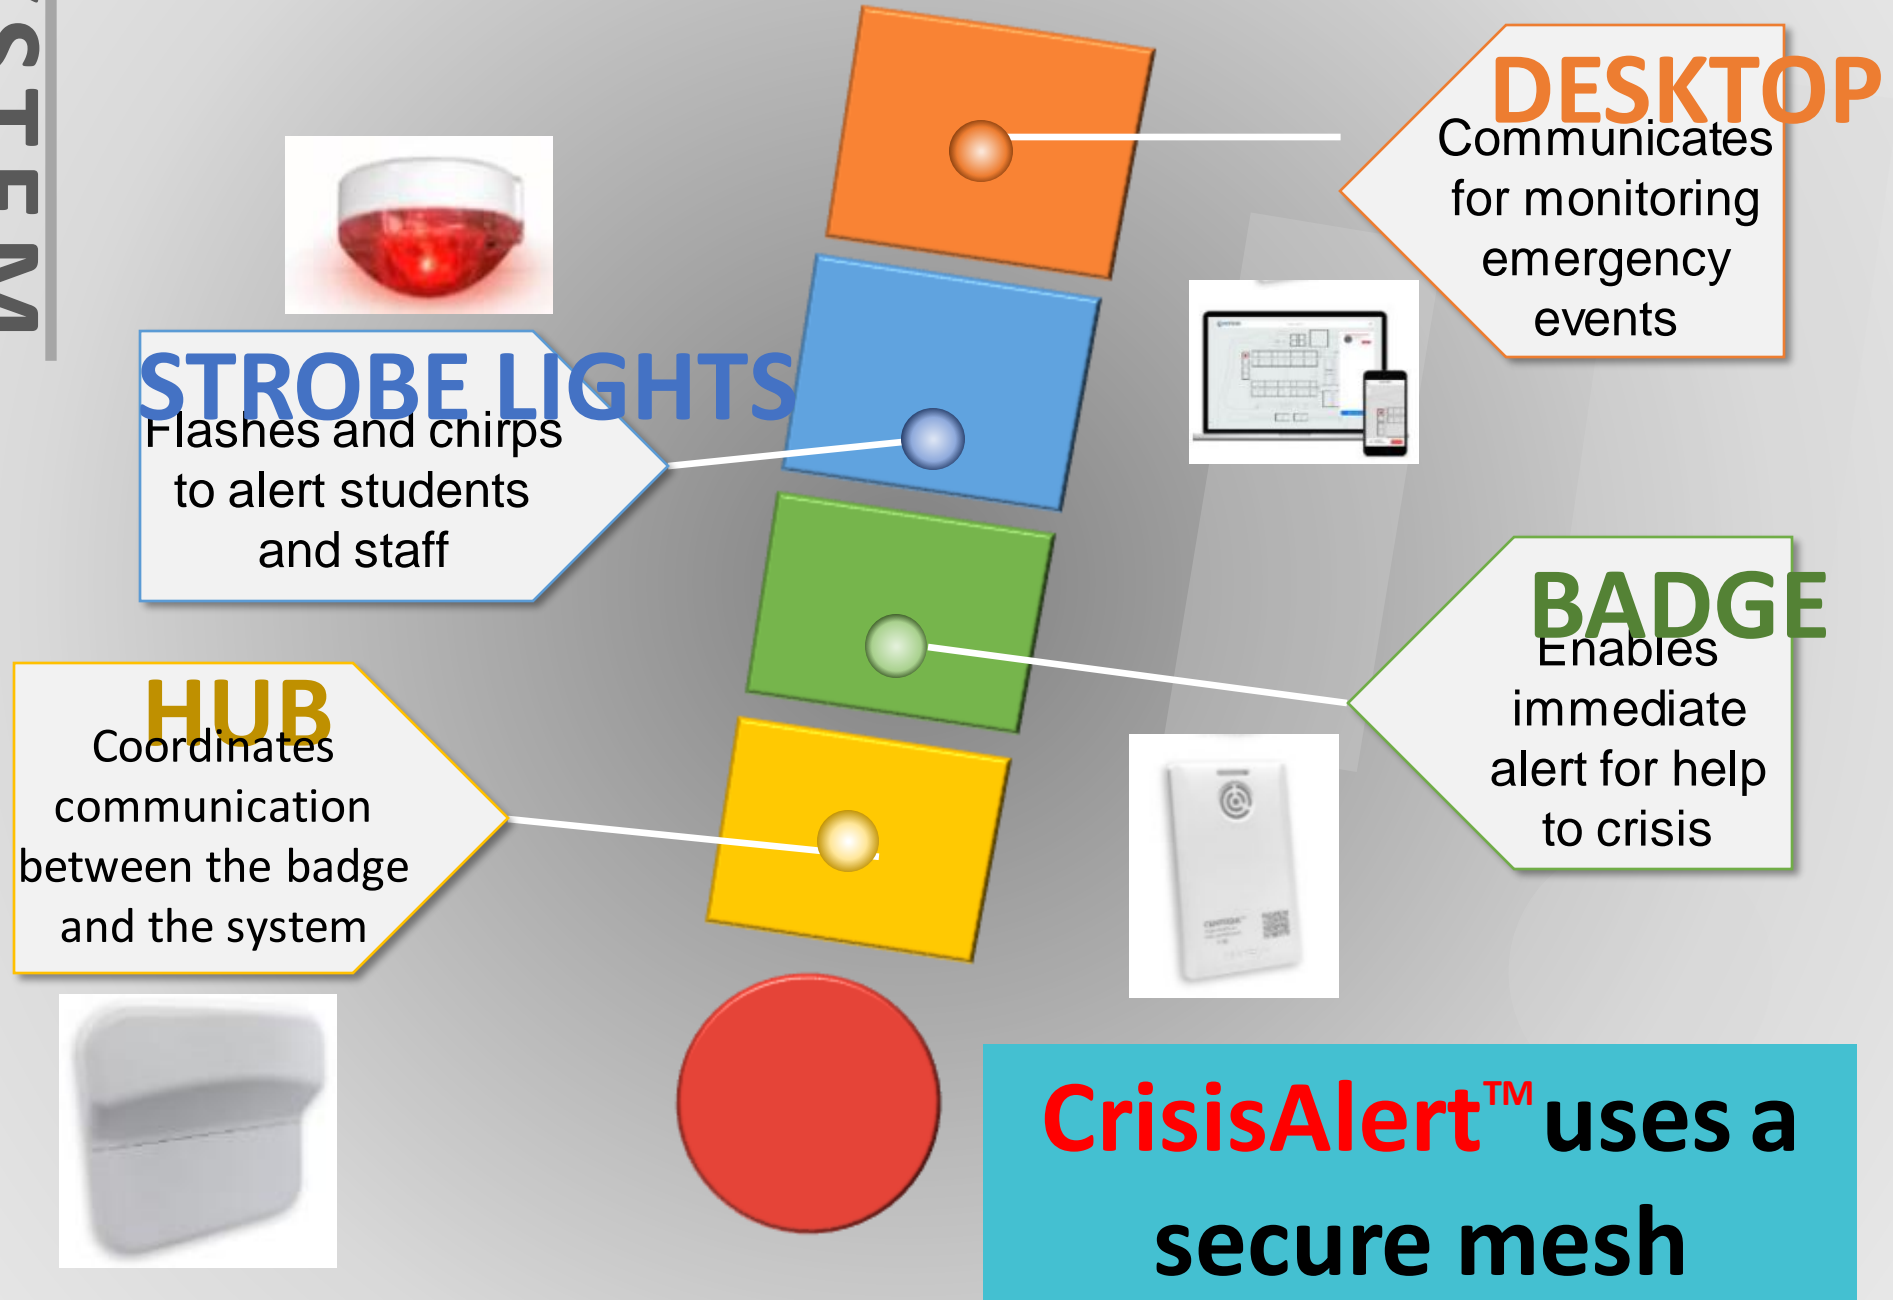 STEM
DESKTOP
Communicates
for monitoring
emergency
events
STROBE LIGHTS
Flashes and chirps
to alert students
and staff
BADGE
Enables
immediate
alert for help
to crisis
HUB
Coordinates
communication
between the badge
and the system
CrisisAlert™ uses a
secure mesh